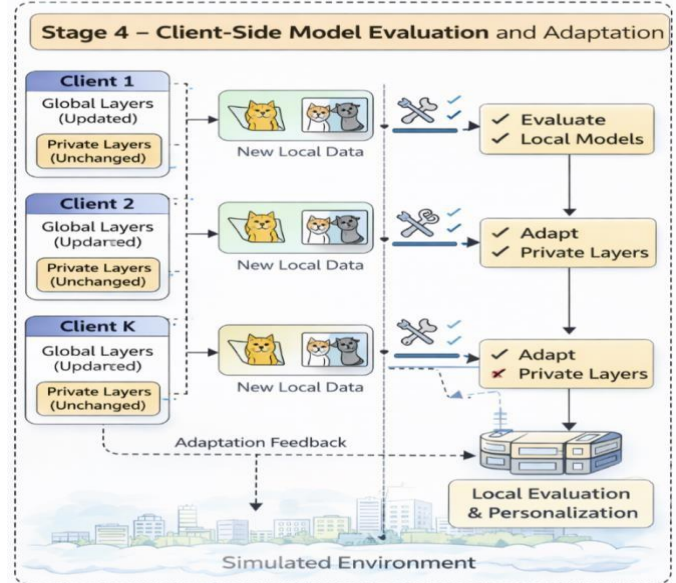 Stage 4 – Client-Side Model Evaluation and Adaptation
Client 1
Global Layers
(Updated)
Private Layers
(Unchanged)
New Local Data
✓ Evaluate
✓ Local Models
Client 2
Global Layers
(Updarted)
Private Layers
(Unchanged)
New Local Data
✓ Adapt
✓ Private Layers
Client K
Global Layers
(Updarted)
Private Layers
(Unchanged)
New Local Data
✓ Adapt
✗ Private Layers
Adaptation Feedback
Local Evaluation
& Personalization
Simulated Environment